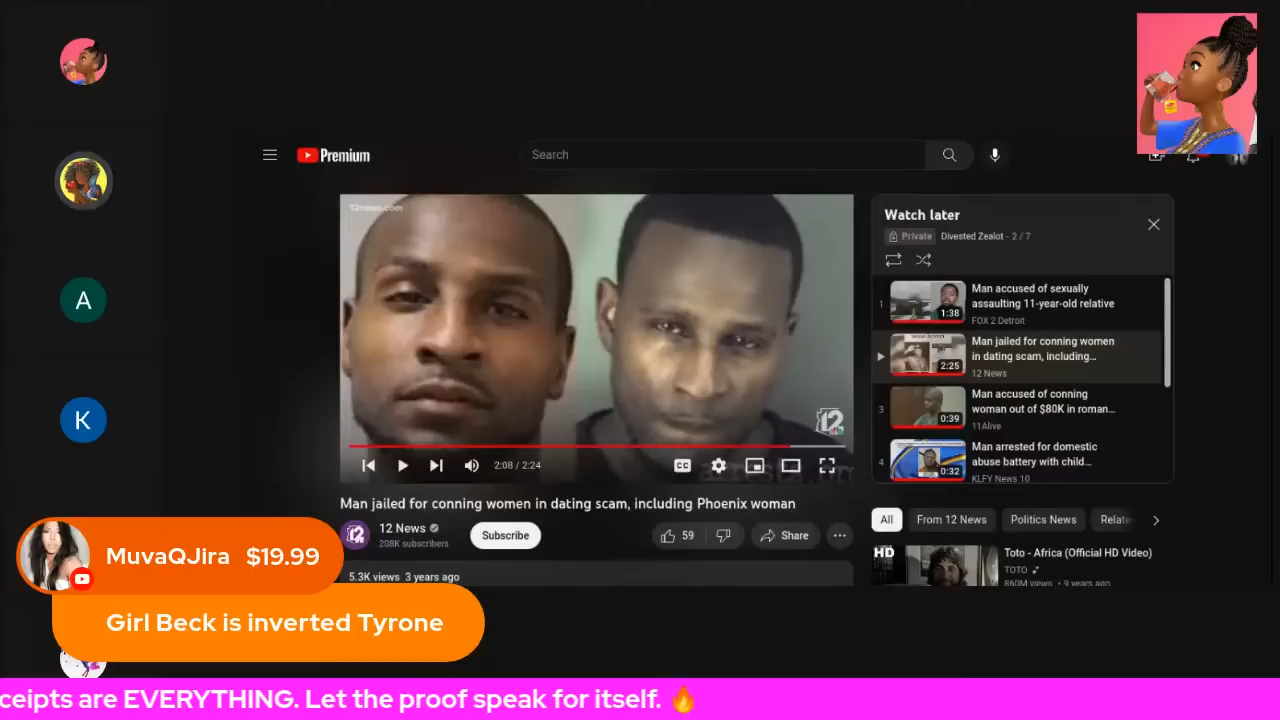 Premium
Search
12news.com
12
2:08 / 2:24
CC
Man jailed for conning women in dating scam, including Phoenix woman
12 News
208K subscribers
Subscribe
59
Share
5.3K views 3 years ago
Watch later
Private
Divested Zealot - 2 / 7
1
1:38
Man accused of sexually
assaulting 11-year-old relative
FOX 2 Detroit
2:25
Man jailed for conning women
in dating scam, including...
12 News
3
0:39
Man accused of conning
woman out of $80K in roman...
11Alive
4
0:32
Man arrested for domestic
abuse battery with child...
KLFY News 10
All
From 12 News
Politics News
Relate
HD
Toto - Africa (Official HD Video)
TOTO
860M views • 9 years ago
A
K
MuvaQJira $19.99
Girl Beck is inverted Tyrone
ceipts are EVERYTHING. Let the proof speak for itself. 🔥